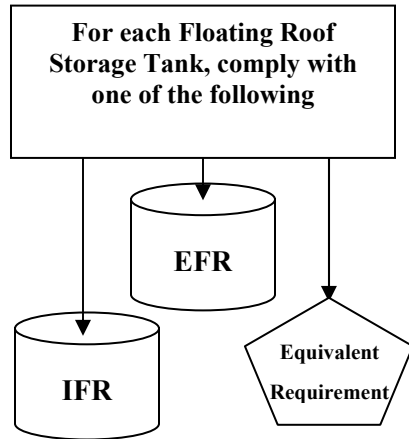 For each Floating Roof
Storage Tank, comply with
one of the following
EFR
IFR
Equivalent
Requirement